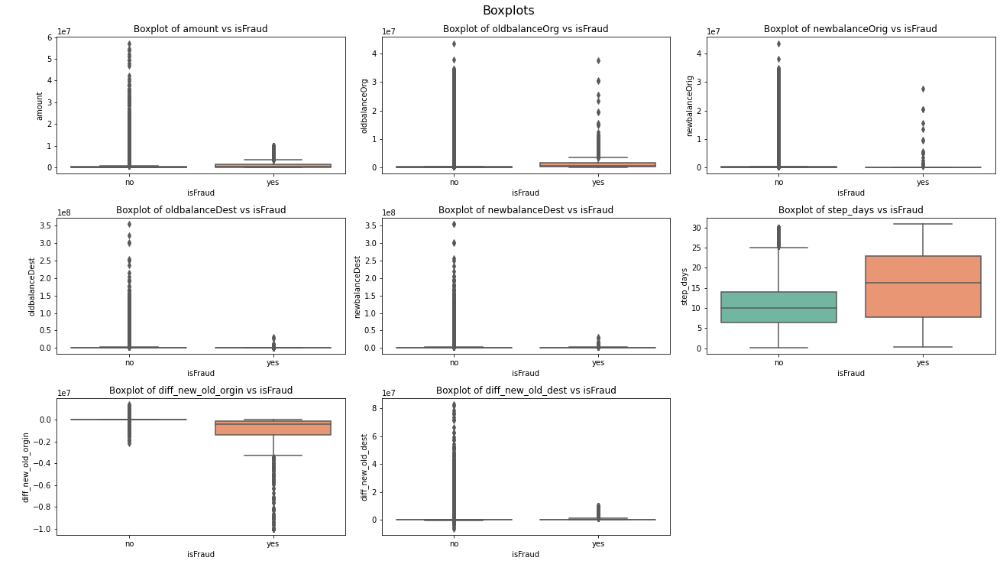 Boxplots
Boxplot of amount vs isFraud
1e7
6
5
4
3
2
1
0
amount
no
yes
isFraud
Boxplot of oldbalanceOrg vs isFraud
1e7
4
3
2
1
0
oldbalanceOrg
no
yes
isFraud
Boxplot of newbalanceOrig vs isFraud
1e7
4
3
2
1
0
newbalanceOrig
no
yes
isFraud
Boxplot of oldbalanceDest vs isFraud
1e8
3.5
3.0
2.5
2.0
1.5
1.0
0.5
0.0
oldbalanceDest
no
yes
isFraud
Boxplot of newbalanceDest vs isFraud
1e8
3.5
3.0
2.5
2.0
1.5
1.0
0.5
0.0
newbalanceDest
no
yes
isFraud
Boxplot of step_days vs isFraud
30
25
20
15
10
5
0
step_days
no
yes
isFraud
Boxplot of diff_new_old_orgin vs isFraud
1e7
0.0
−0.2
−0.4
−0.6
−0.8
−1.0
diff_new_old_orgin
no
yes
isFraud
Boxplot of diff_new_old_dest vs isFraud
1e7
8
6
4
2
0
diff_new_old_dest
no
yes
isFraud